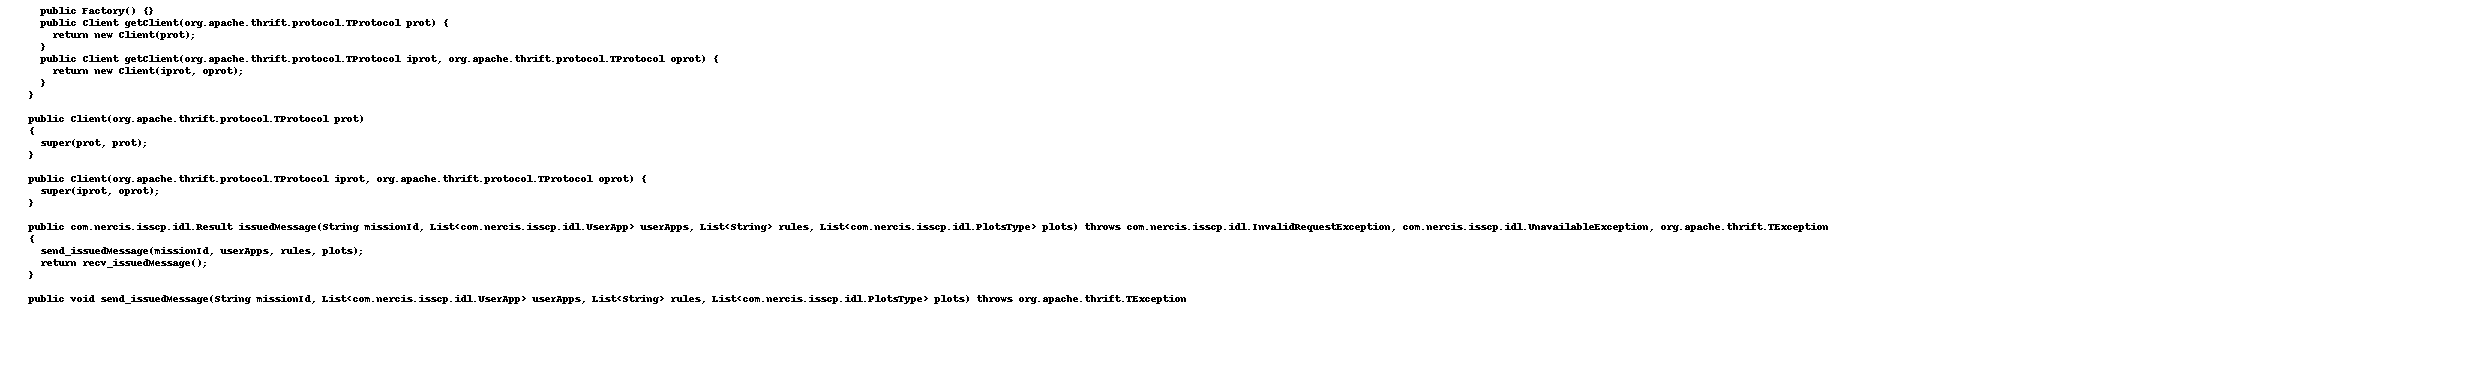 public Factory() {}
public Client getClient(org.apache.thrift.protocol.TProtocol prot) {
return new Client(prot);
}
public Client getClient(org.apache.thrift.protocol.TProtocol iprot, org.apache.thrift.protocol.TProtocol oprot) {
return new Client(iprot, oprot);
}
}
public Client(org.apache.thrift.protocol.TProtocol prot)
{
super(prot, prot);
}
public Client(org.apache.thrift.protocol.TProtocol iprot, org.apache.thrift.protocol.TProtocol oprot) {
super(iprot, oprot);
}
public com.nercis.isscp.idl.Result issuedMessage(String missionId, List<com.nercis.isscp.idl.UserApp> userApps, List<String> rules, List<com.nercis.isscp.idl.PlotsType> plots) throws com.nercis.isscp.idl.InvalidRequestException, com.nercis.isscp.idl.UnavailableException, org.apache.thrift.TException
{
send_issuedMessage(missionId, userApps, rules, plots);
return recv_issuedMessage();
}
public void send_issuedMessage(String missionId, List<com.nercis.isscp.idl.UserApp> userApps, List<String> rules, List<com.nercis.isscp.idl.PlotsType> plots) throws org.apache.thrift.TException